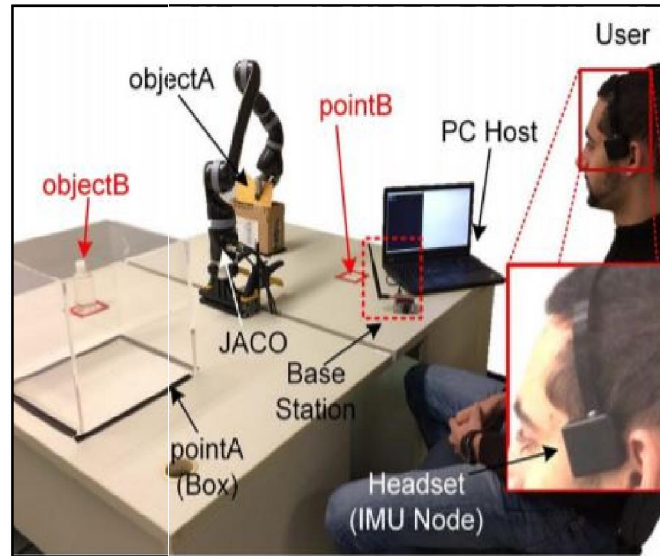 User
objectA
pointB
PC Host
objectB
JACO
Base
Station
pointA
(Box)
Headset
(IMU Node)